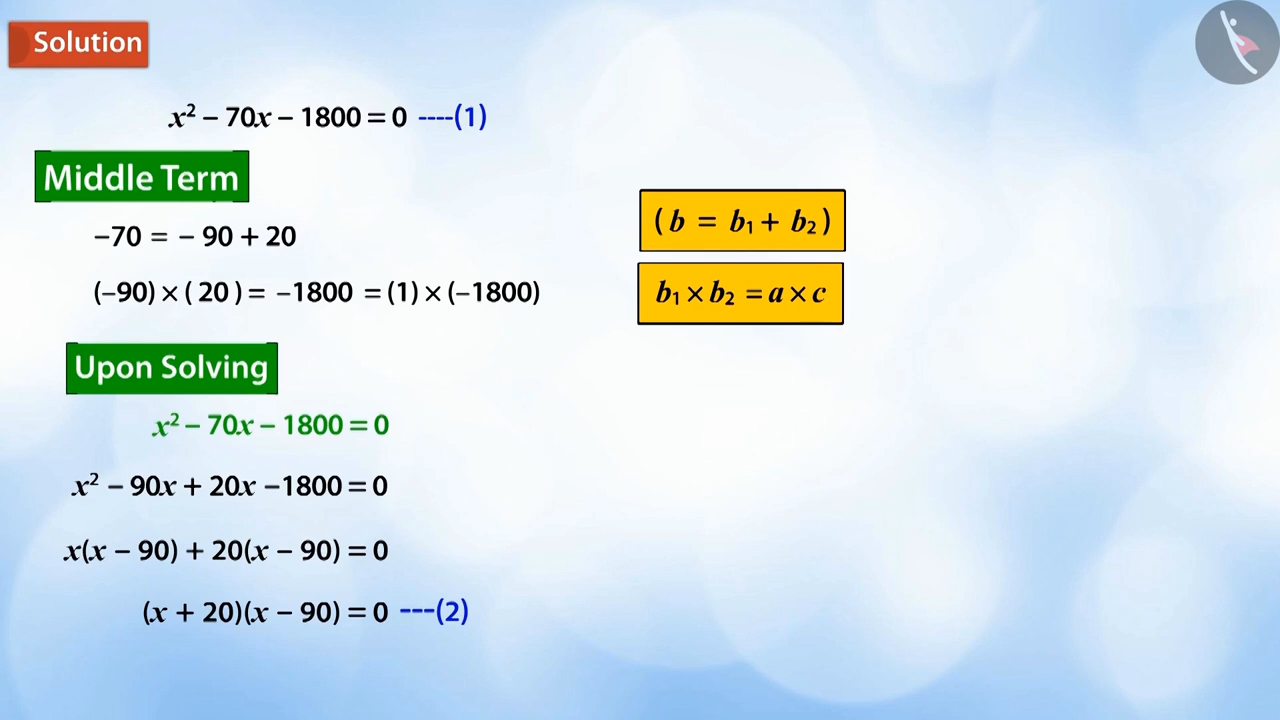 Solution
x² – 70x – 1800 = 0 ----(1)
Middle Term
–70 = – 90 + 20
(–90) × ( 20 ) = –1800 = (1) × (–1800)
( b = b₁ + b₂ )
b₁ × b₂ = a × c
Upon Solving
x² – 70x – 1800 = 0
x² – 90x + 20x –1800 = 0
x(x – 90) + 20(x – 90) = 0
(x + 20)(x – 90) = 0 ---(2)